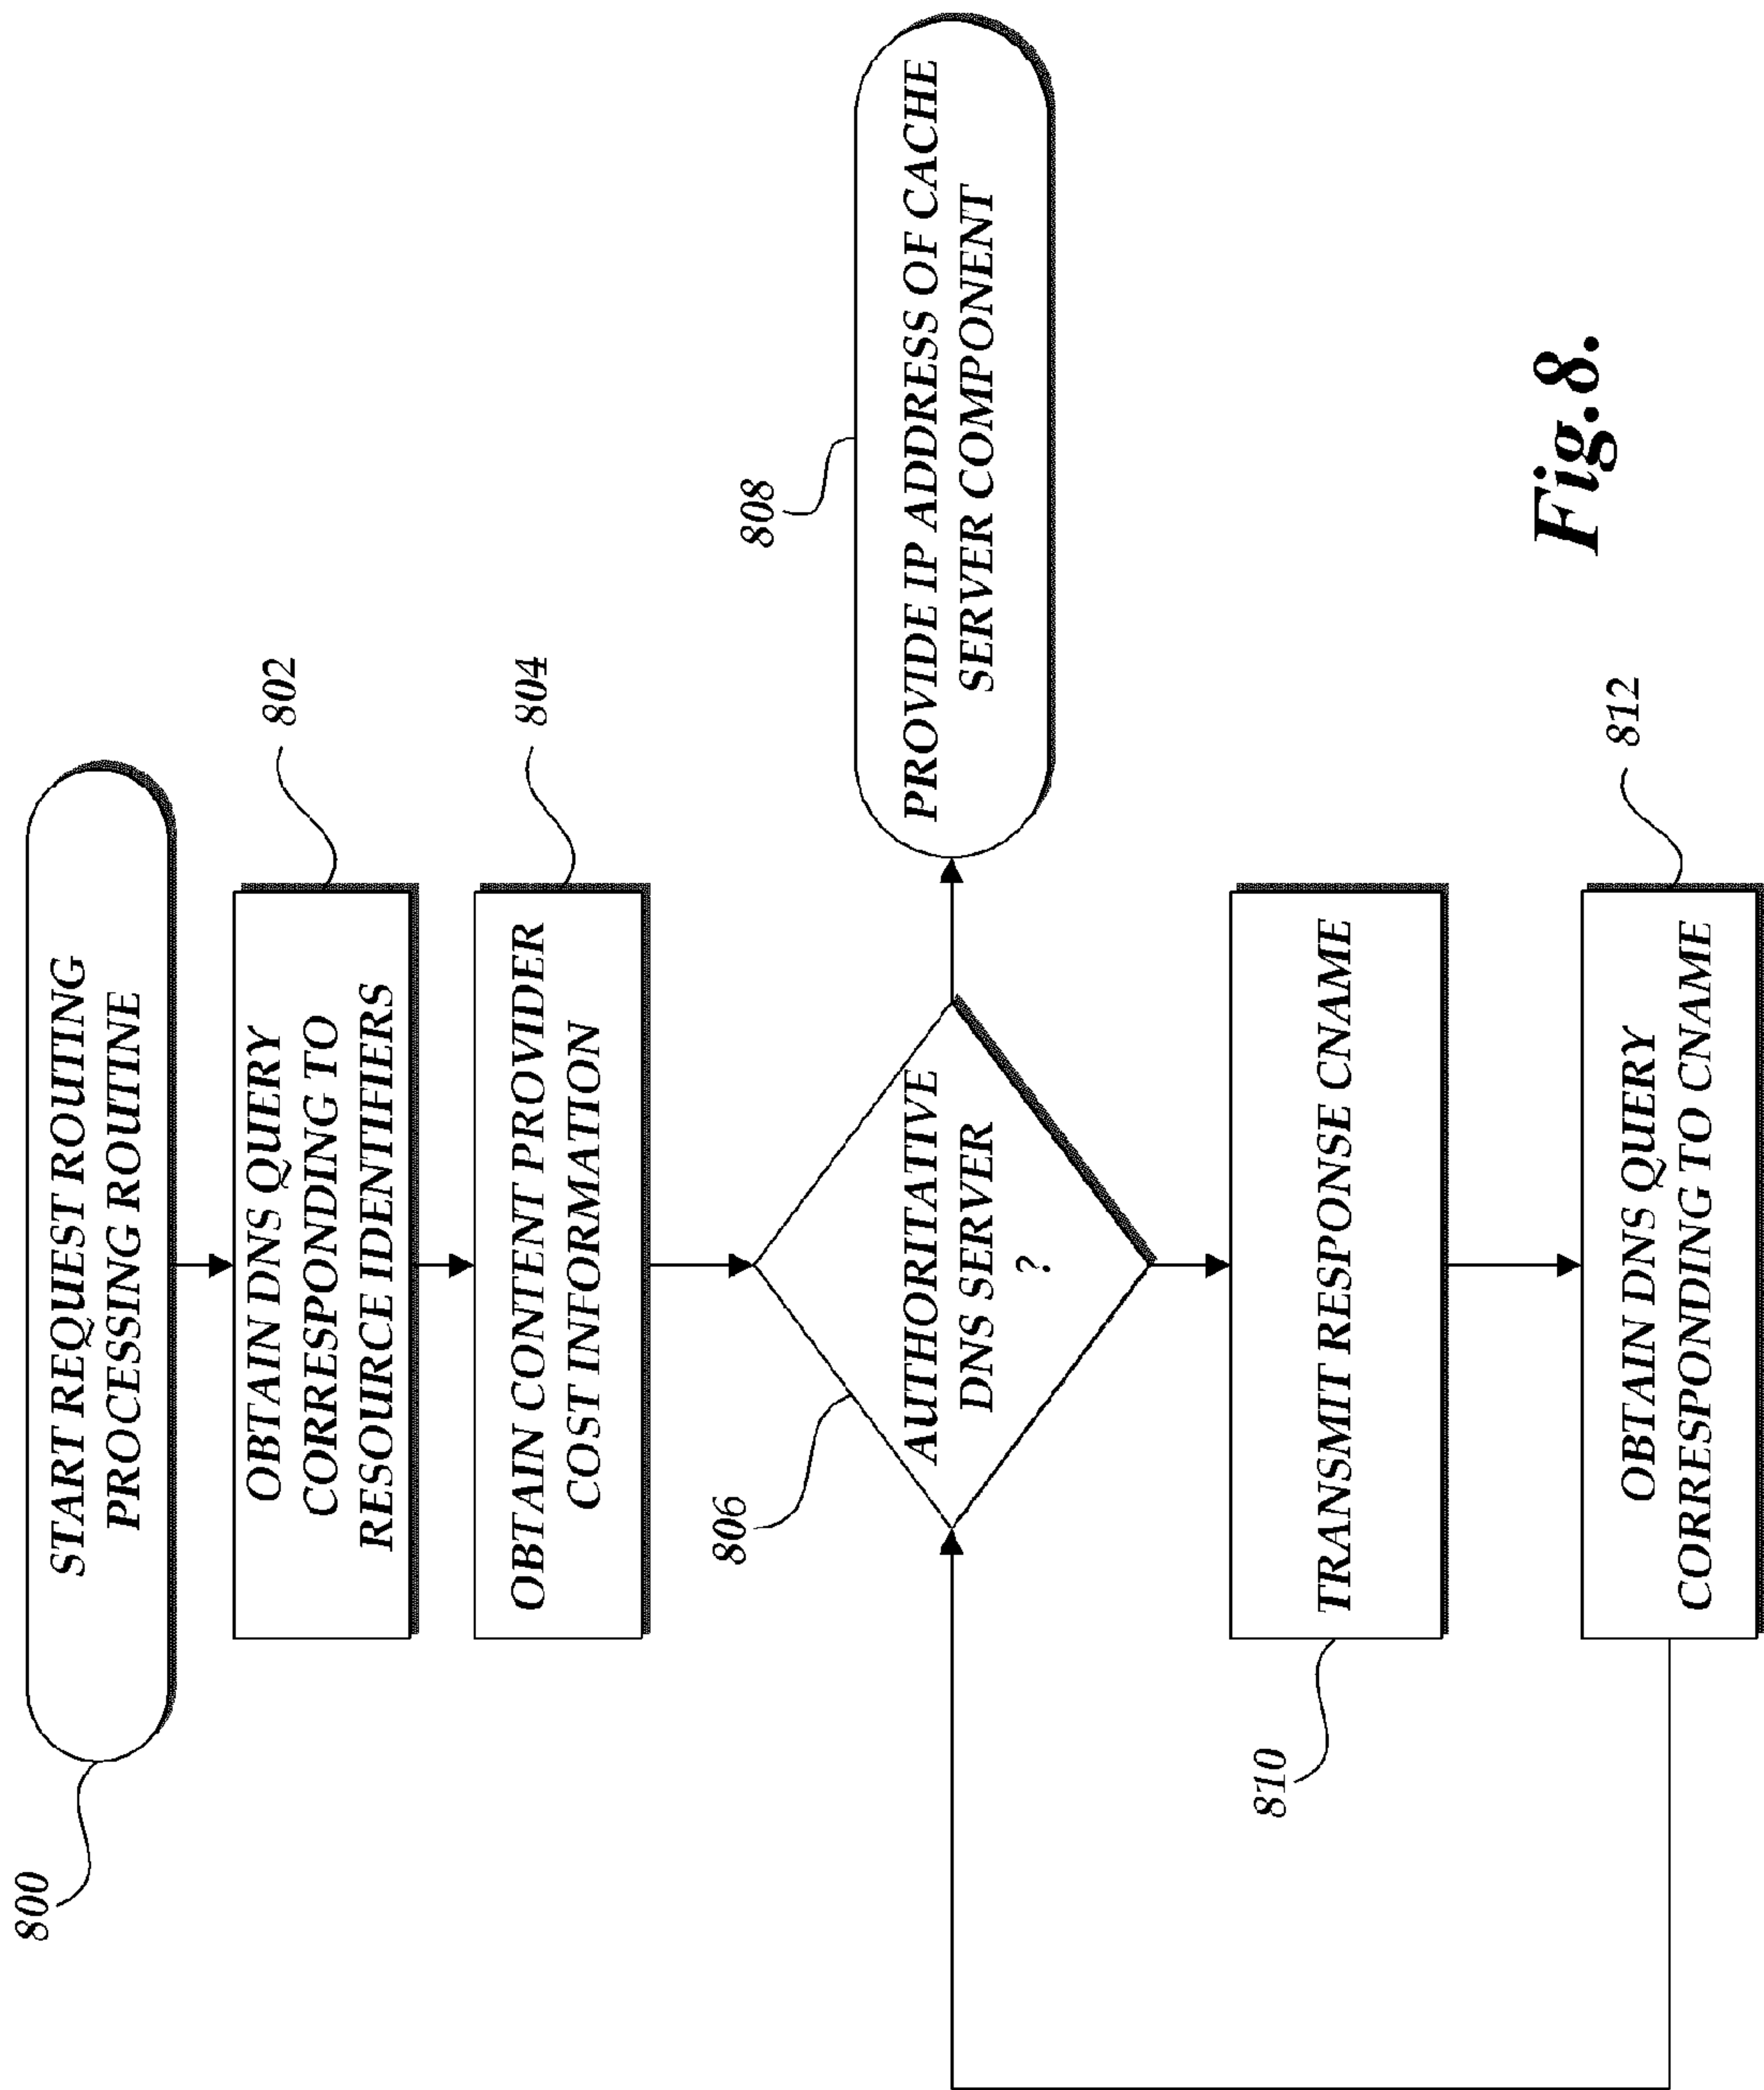 800
START REQUEST ROUTING
PROCESSING ROUTINE
802
OBTAIN DNS QUERY
CORRESPONDING TO
RESOURCE IDENTIFIERS
804
OBTAIN CONTENT PROVIDER
COST INFORMATION
806
AUTHORITATIVE
DNS SERVER
?
808
PROVIDE IP ADDRESS OF CACHE
SERVER COMPONENT
810
TRANSMIT RESPONSE CNAME
812
OBTAIN DNS QUERY
CORRESPONDING TO CNAME
Fig.8.